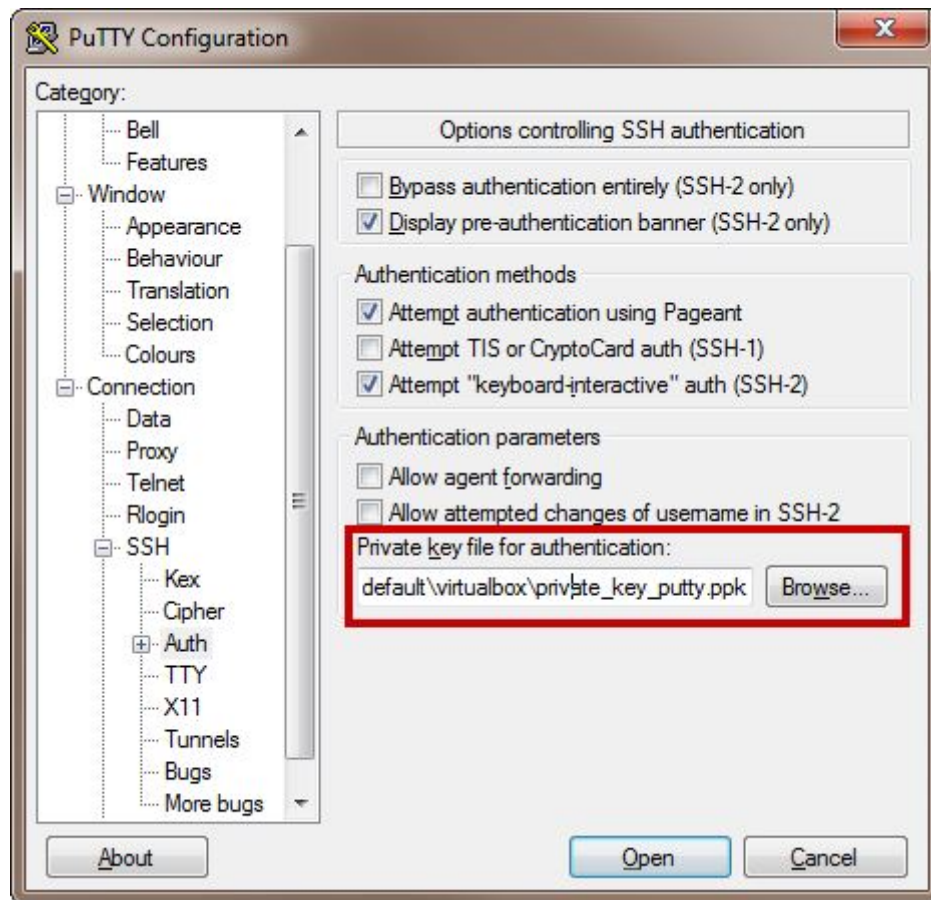 PuTTY Configuration
Category:
Bell
Features
Window
Appearance
Behaviour
Translation
Selection
Colours
Connection
Data
Proxy
Telnet
Rlogin
SSH
Kex
Cipher
Auth
TTY
X11
Tunnels
Bugs
More bugs
Options controlling SSH authentication
Bypass authentication entirely (SSH-2 only)
Display pre-authentication banner (SSH-2 only)
Authentication methods
Attempt authentication using Pageant
Attempt TIS or CryptoCard auth (SSH-1)
Attempt "keyboard-interactive" auth (SSH-2)
Authentication parameters
Allow agent forwarding
Allow attempted changes of username in SSH-2
Private key file for authentication:
default\virtualbox\private_key_putty.ppk
Browse...
About
Open
Cancel